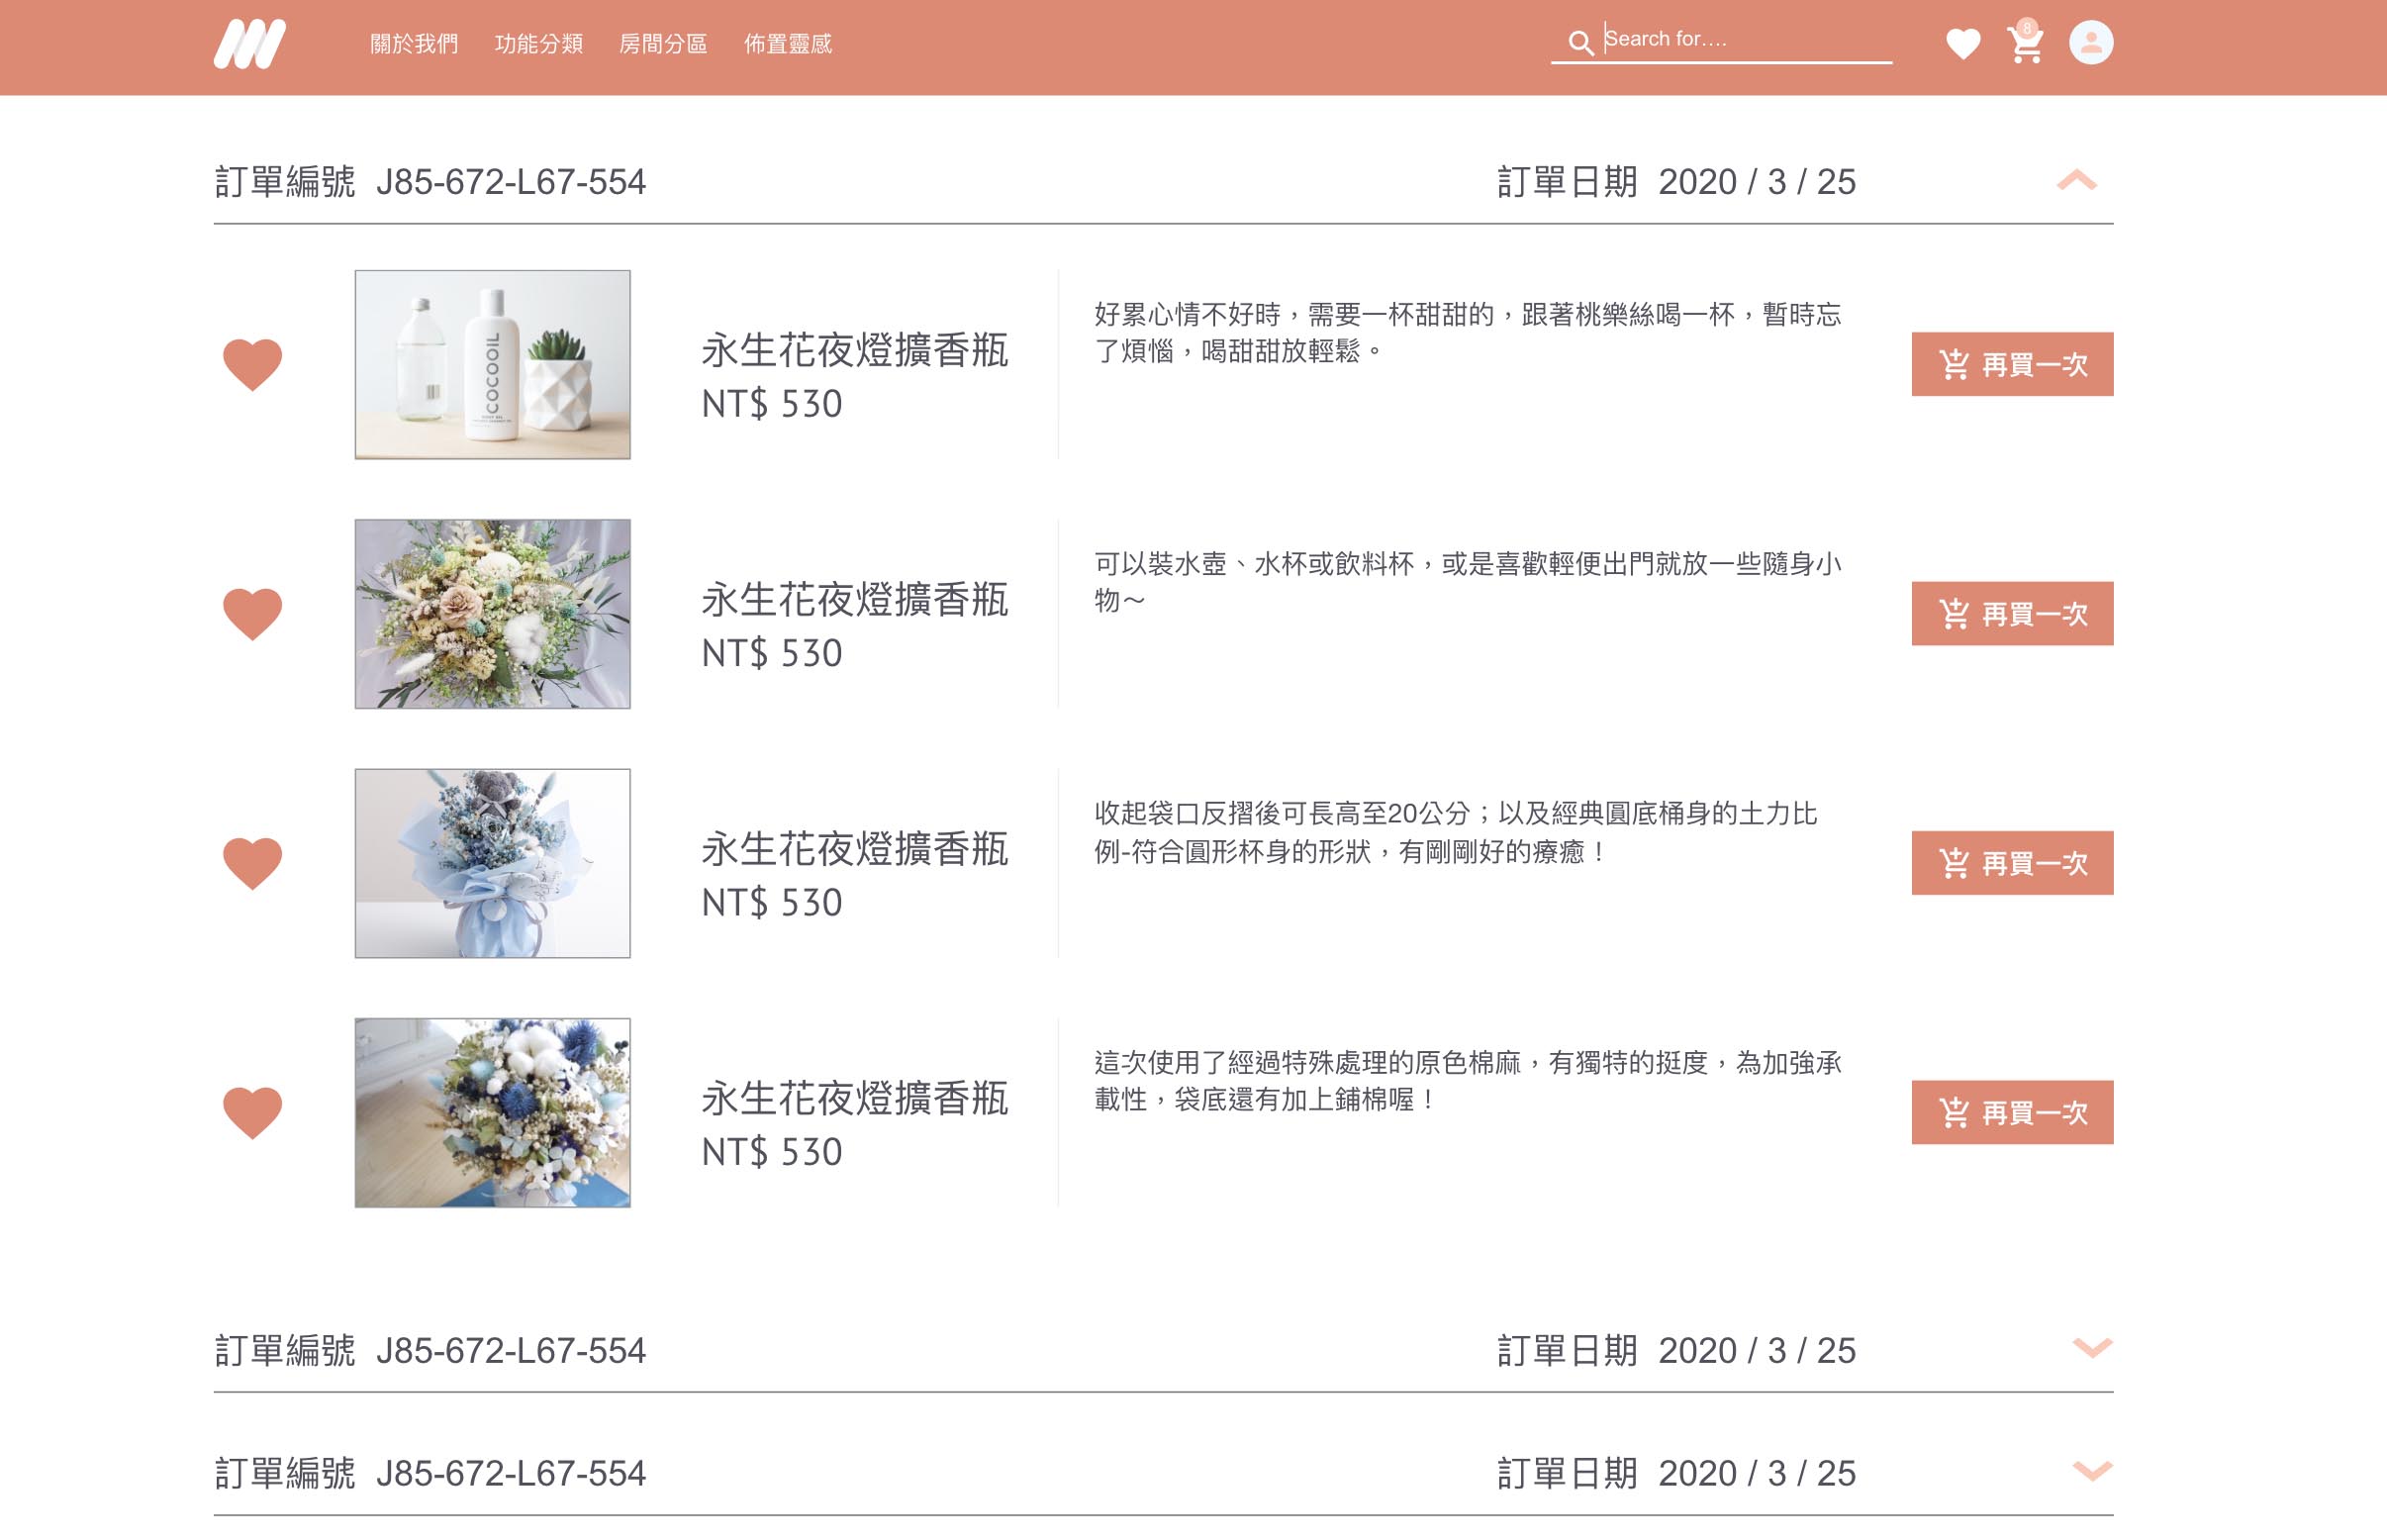 關於我們 功能分類 房間分區 佈置靈感 Search for.... 8
訂單編號 J85-672-L67-554 訂單日期 2020 / 3 / 25
COCOOIL
永生花夜燈擴香瓶
NT$ 530
好累心情不好時，需要一杯甜甜的，跟著桃樂絲喝一杯，暫時忘
了煩惱，喝甜甜放輕鬆。
再買一次
永生花夜燈擴香瓶
NT$ 530
可以裝水壺、水杯或飲料杯，或是喜歡輕便出門就放一些隨身小
物～
再買一次
永生花夜燈擴香瓶
NT$ 530
收起袋口反摺後可長高至20公分；以及經典圓底桶身的土力比
例-符合圓形杯身的形狀，有剛剛好的療癒！
再買一次
永生花夜燈擴香瓶
NT$ 530
這次使用了經過特殊處理的原色棉麻，有獨特的挺度，為加強承
載性，袋底還有加上鋪棉喔！
再買一次
訂單編號 J85-672-L67-554 訂單日期 2020 / 3 / 25
訂單編號 J85-672-L67-554 訂單日期 2020 / 3 / 25